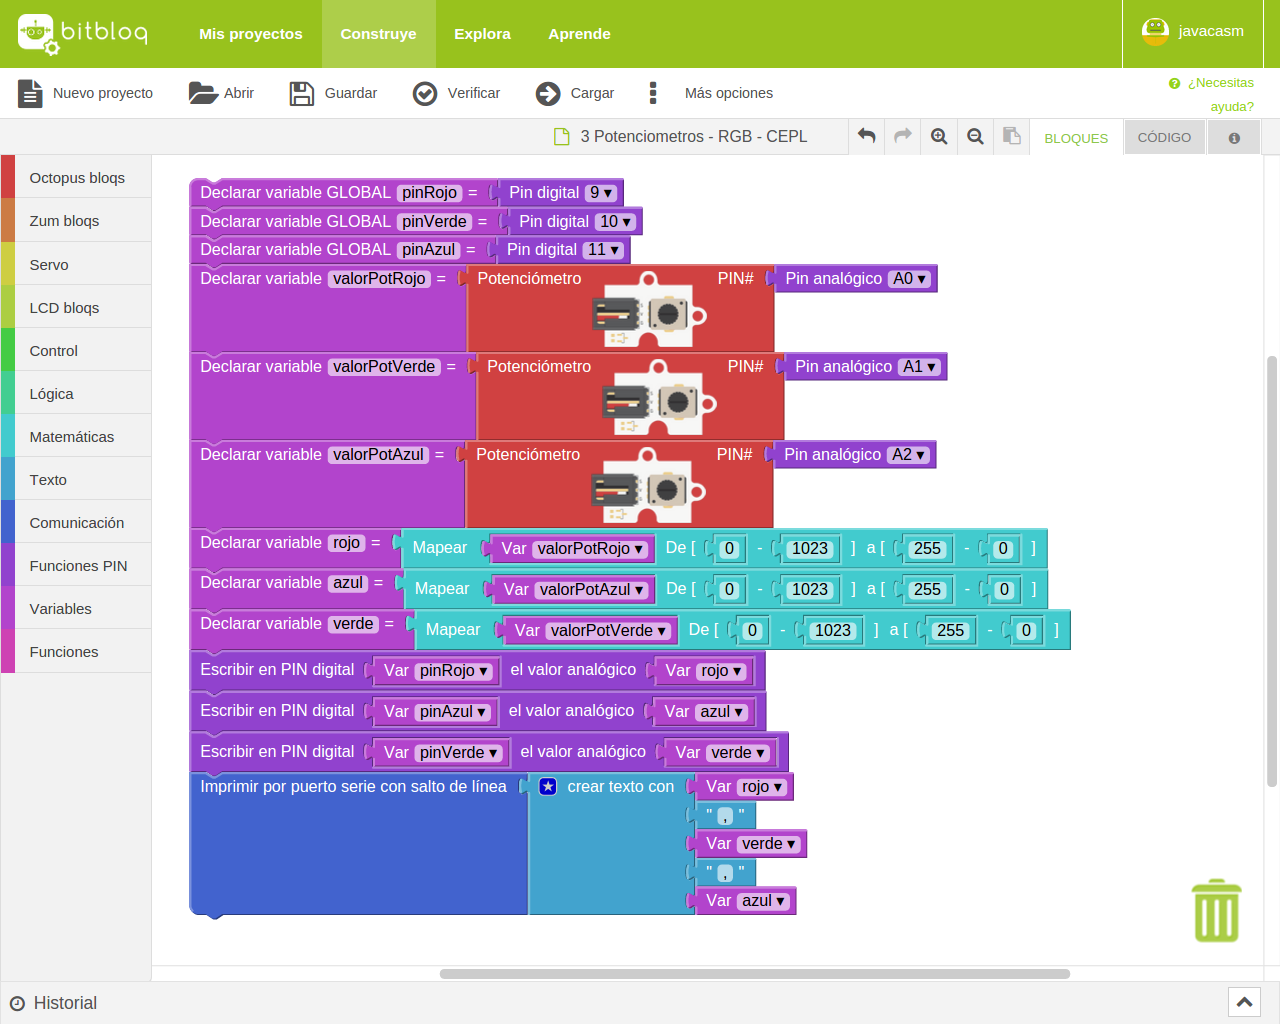 bitbloq
Mis proyectos Construye Explora Aprende
javacasm
Nuevo proyecto Abrir Guardar Verificar Cargar Más opciones
¿Necesitas
ayuda?
3 Potenciometros - RGB - CEPL
BLOQUES CÓDIGO
Octopus bloqs
Zum bloqs
Servo
LCD bloqs
Control
Lógica
Matemáticas
Texto
Comunicación
Funciones PIN
Variables
Funciones
Declarar variable GLOBAL pinRojo = Pin digital 9 ▾
Declarar variable GLOBAL pinVerde = Pin digital 10 ▾
Declarar variable GLOBAL pinAzul = Pin digital 11 ▾
Declarar variable valorPotRojo = Potenciómetro PIN# Pin analógico A0 ▾
Declarar variable valorPotVerde = Potenciómetro PIN# Pin analógico A1 ▾
Declarar variable valorPotAzul = Potenciómetro PIN# Pin analógico A2 ▾
Declarar variable rojo = Mapear Var valorPotRojo ▾ De [ 0 - 1023 ] a [ 255 - 0 ]
Declarar variable azul = Mapear Var valorPotAzul ▾ De [ 0 - 1023 ] a [ 255 - 0 ]
Declarar variable verde = Mapear Var valorPotVerde ▾ De [ 0 - 1023 ] a [ 255 - 0 ]
Escribir en PIN digital Var pinRojo ▾ el valor analógico Var rojo ▾
Escribir en PIN digital Var pinAzul ▾ el valor analógico Var azul ▾
Escribir en PIN digital Var pinVerde ▾ el valor analógico Var verde ▾
Imprimir por puerto serie con salto de línea crear texto con Var rojo ▾
" , "
Var verde ▾
" , "
Var azul ▾
Historial